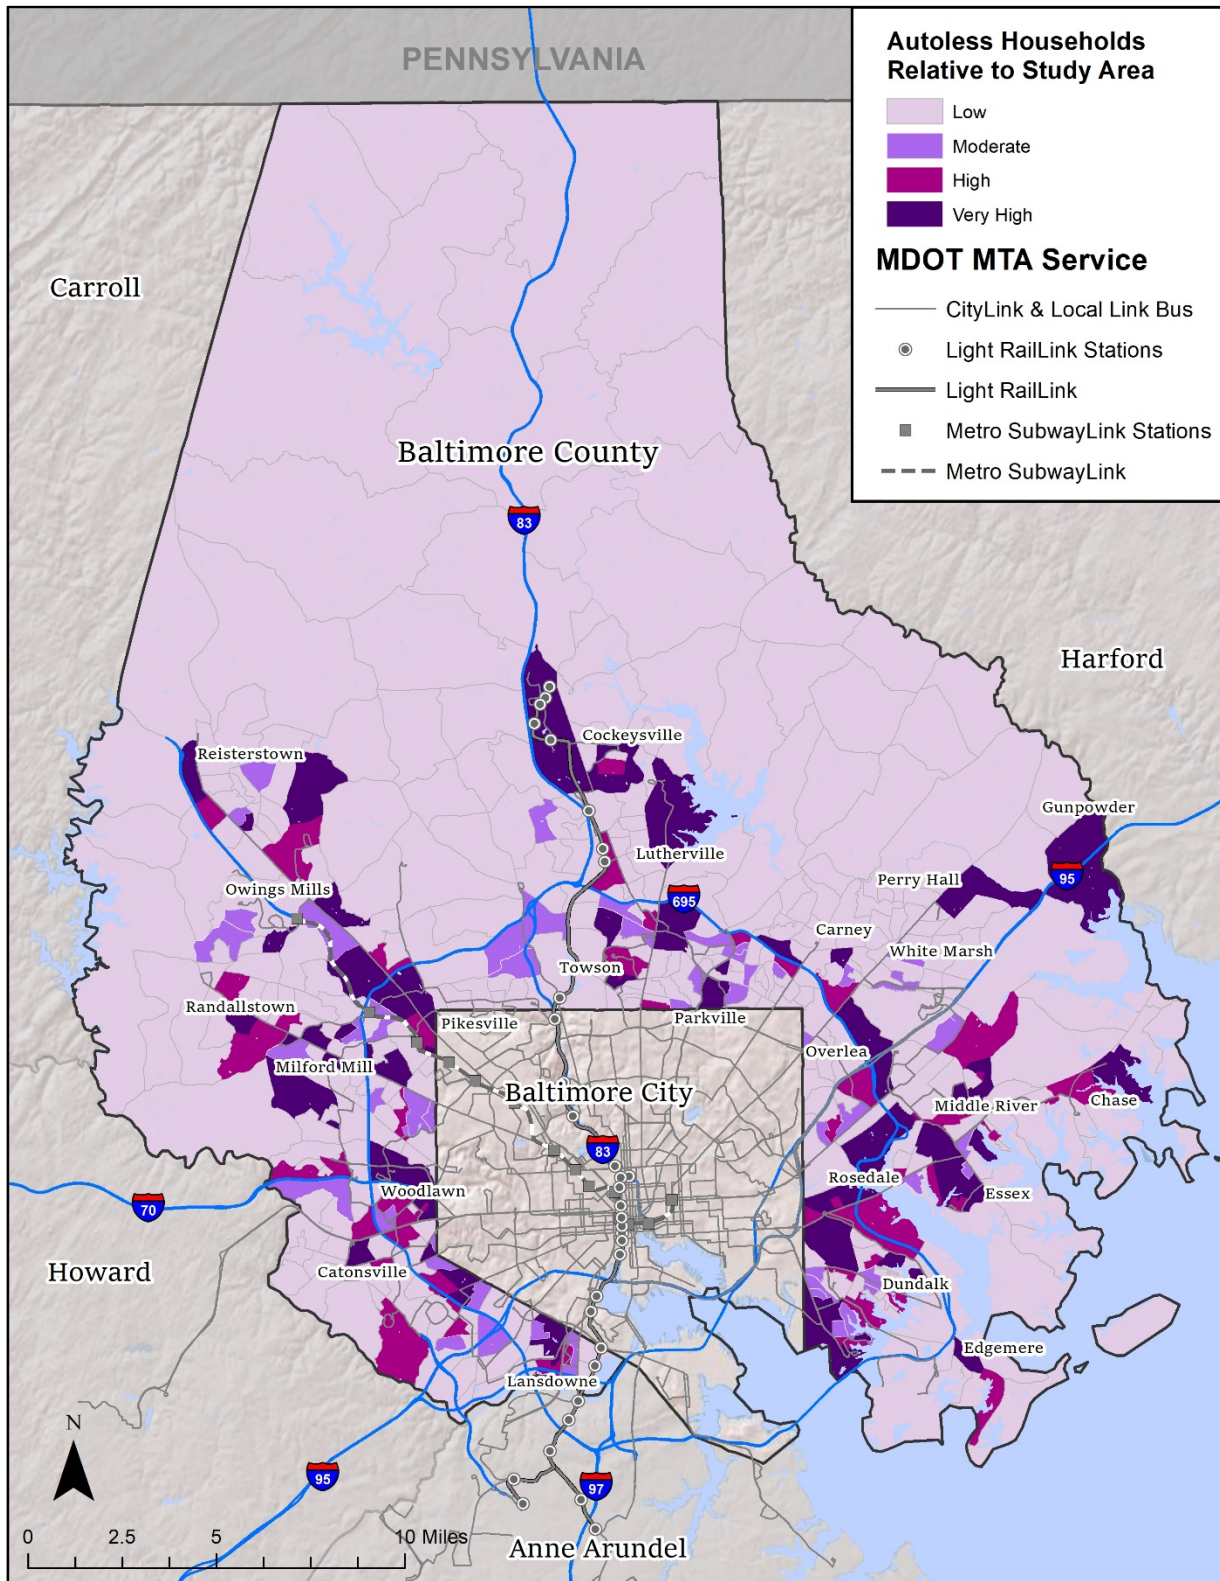 PENNSYLVANIA
Autoless Households
Relative to Study Area
Low
Moderate
High
Very High
MDOT MTA Service
CityLink & Local Link Bus
Light RailLink Stations
Light RailLink
Metro SubwayLink Stations
Metro SubwayLink
Carroll
Baltimore County
83
Harford
Cockeysville
Reisterstown
Gunpowder
Lutherville
95
Perry Hall
Owings Mills
695
Carney
White Marsh
Towson
Randallstown
Pikesville
Parkville
Overlea
Milford Mill
Baltimore City
Middle River
Chase
83
Rosedale
Woodlawn
Essex
70
Howard
Catonsville
Dundalk
Edgemere
Lansdowne
N
95
97
0 2.5 5 10 Miles
Anne Arundel